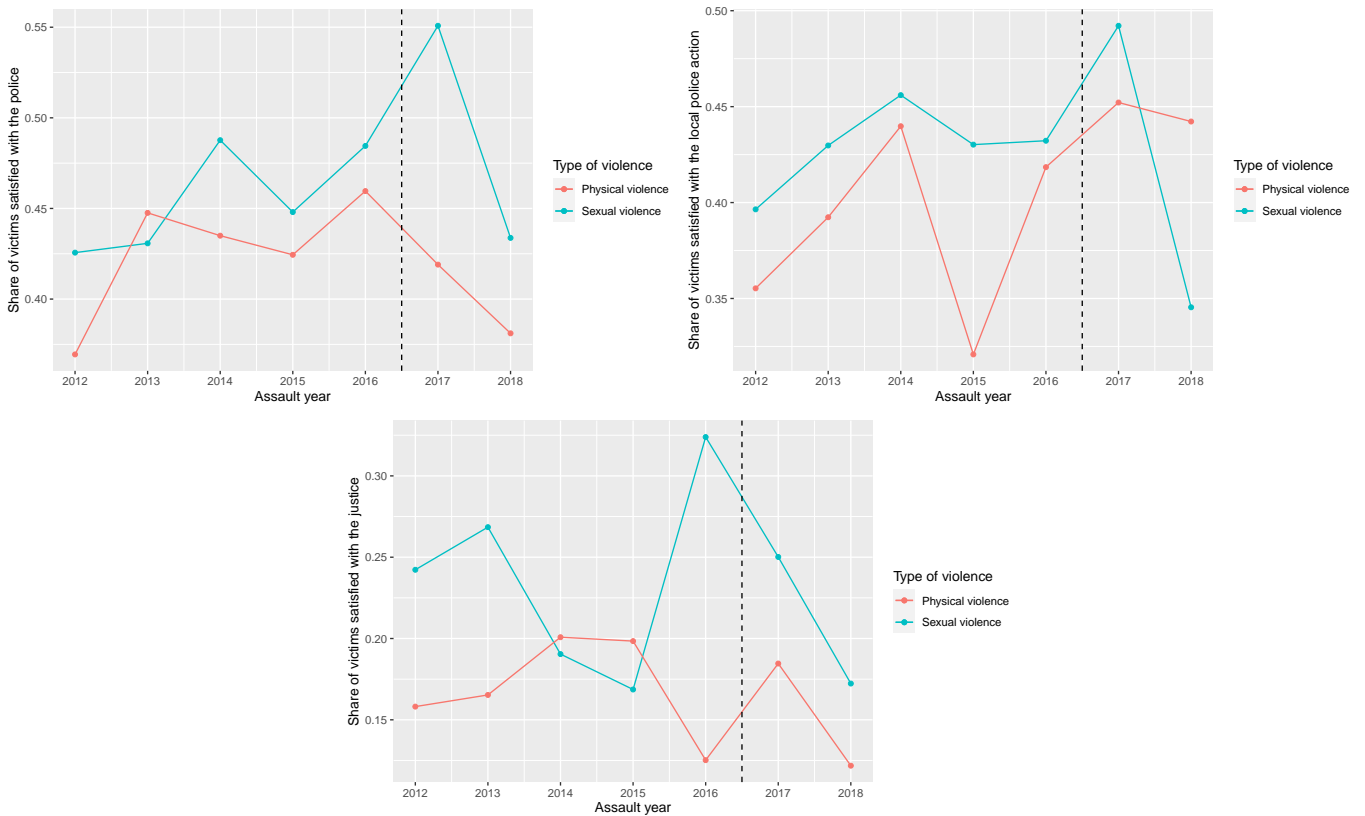 Share of victims satisfied with the police
0.55
0.50
0.45
0.40
2012 2013 2014 2015 2016 2017 2018
Assault year
Type of violence
Physical violence
Sexual violence
Share of victims satisfied with the local police action
0.50
0.45
0.40
0.35
2012 2013 2014 2015 2016 2017 2018
Assault year
Type of violence
Physical violence
Sexual violence
Share of victims satisfied with the justice
0.30
0.25
0.20
0.15
2012 2013 2014 2015 2016 2017 2018
Assault year
Type of violence
Physical violence
Sexual violence